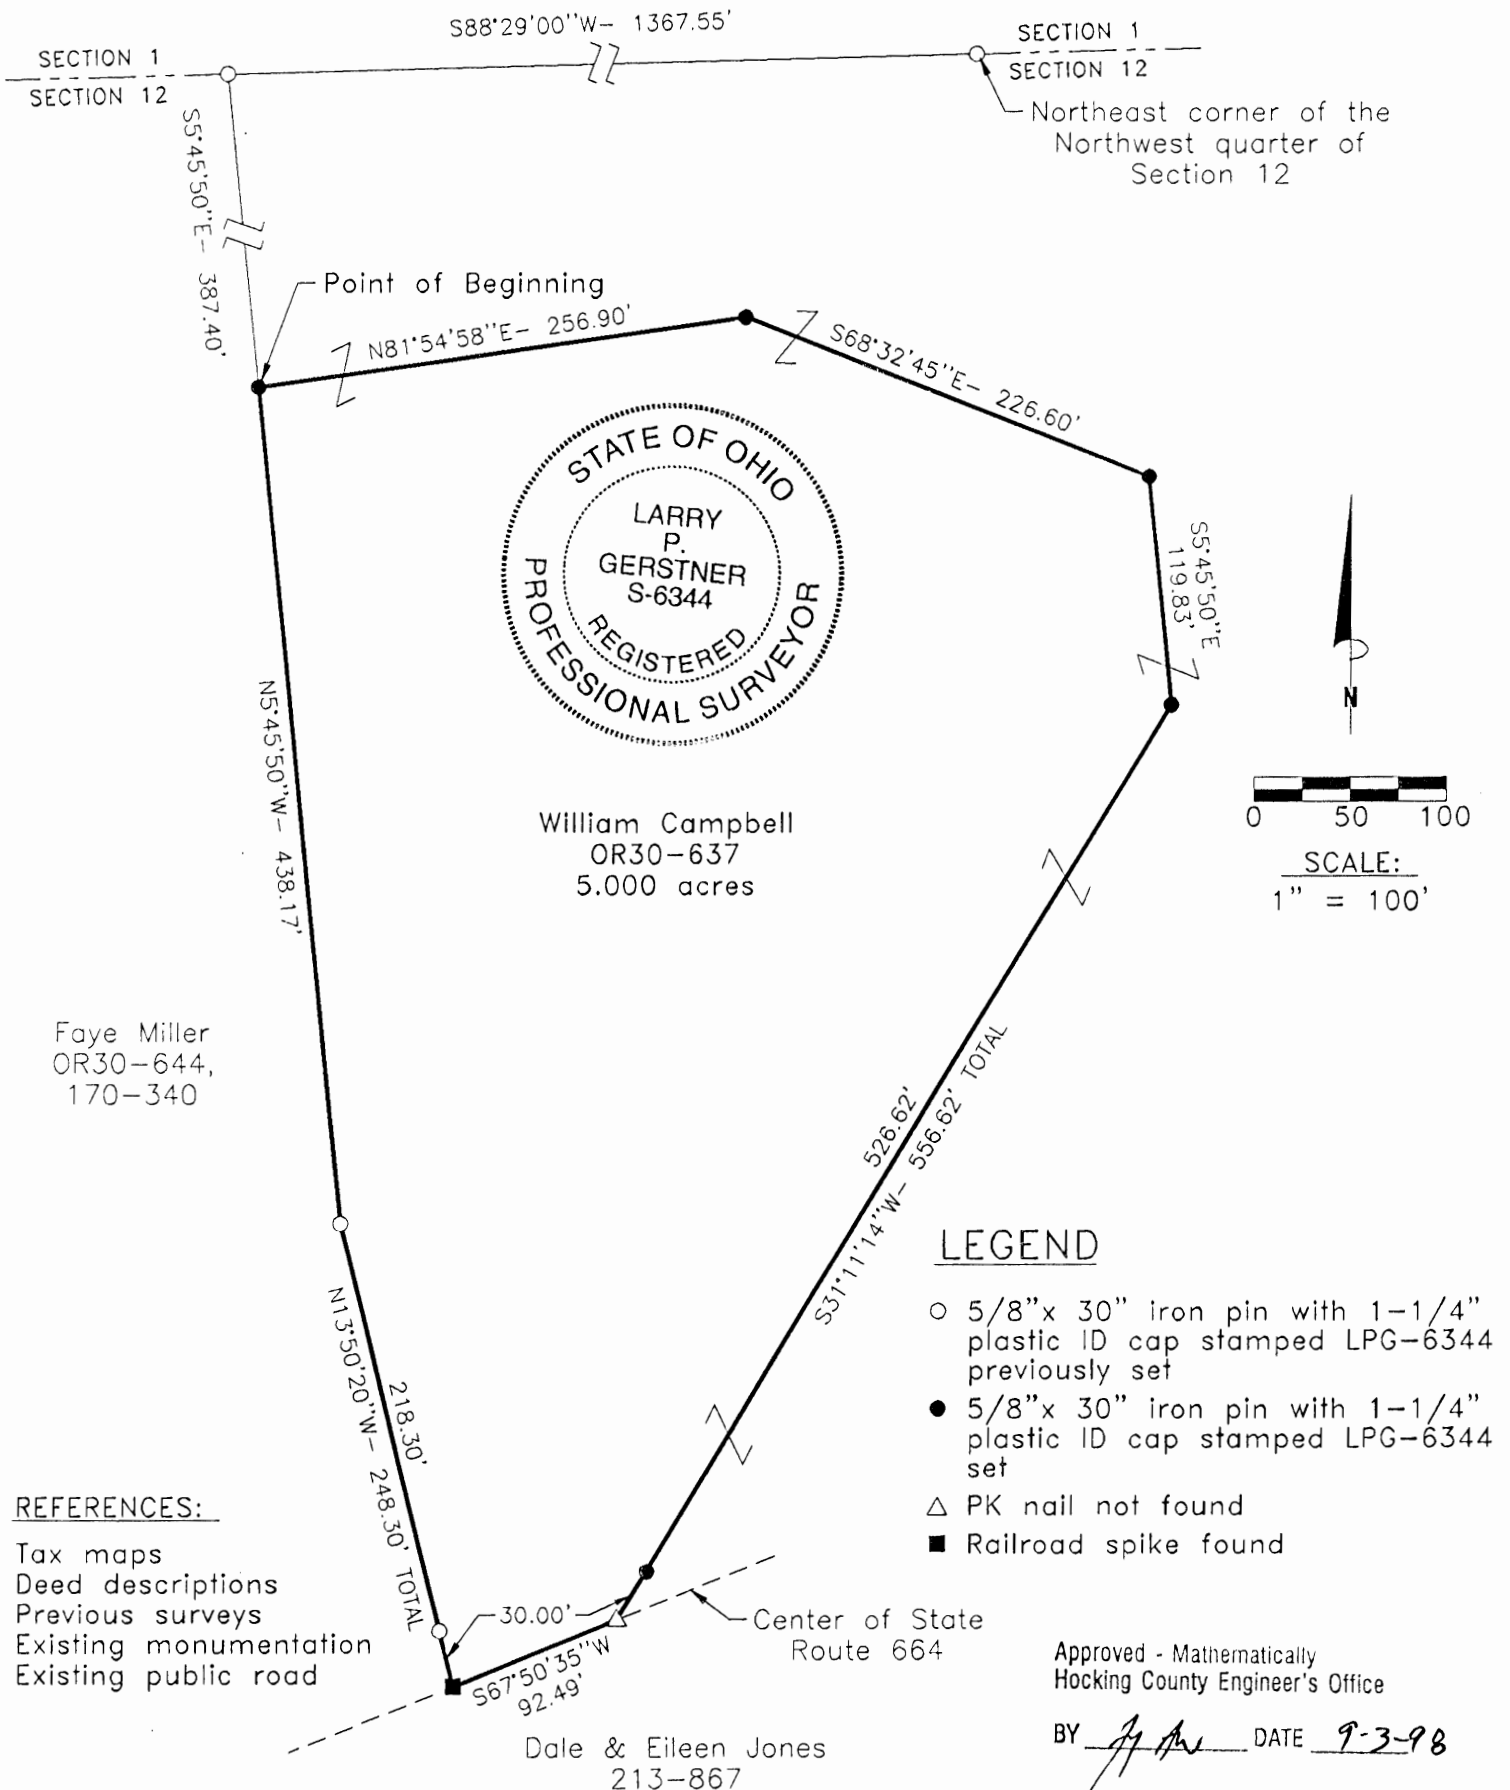 S88°29'00"W- 1367.55'
SECTION 1
SECTION 12
SECTION 1
SECTION 12
Northeast corner of the
Northwest quarter of
Section 12
S5°45'50"E- 387.40'
Point of Beginning
N81°54'58"E- 256.90'
S68°32'45"E- 226.60'
STATE OF OHIO
LARRY
P.
GERSTNER
S-6344
REGISTERED
PROFESSIONAL SURVEYOR
S5°45'50"E
119.83'
N
0 50 100
SCALE:
1" = 100'
N5°45'50"W- 438.17'
William Campbell
OR30-637
5.000 acres
Faye Miller
OR30-644,
170-340
526.62'
S31°11'14"W- 556.62' TOTAL
LEGEND
5/8"x 30" iron pin with 1-1/4"
plastic ID cap stamped LPG-6344
previously set
5/8"x 30" iron pin with 1-1/4"
plastic ID cap stamped LPG-6344
set
PK nail not found
Railroad spike found
218.30'
N13°50'20"W- 248.30' TOTAL
REFERENCES:
Tax maps
Deed descriptions
Previous surveys
Existing monumentation
Existing public road
30.00'
S67°50'35"W
92.49'
Center of State
Route 664
Dale & Eileen Jones
213-867
Approved - Mathematically
Hocking County Engineer's Office
BY DATE 9-3-98